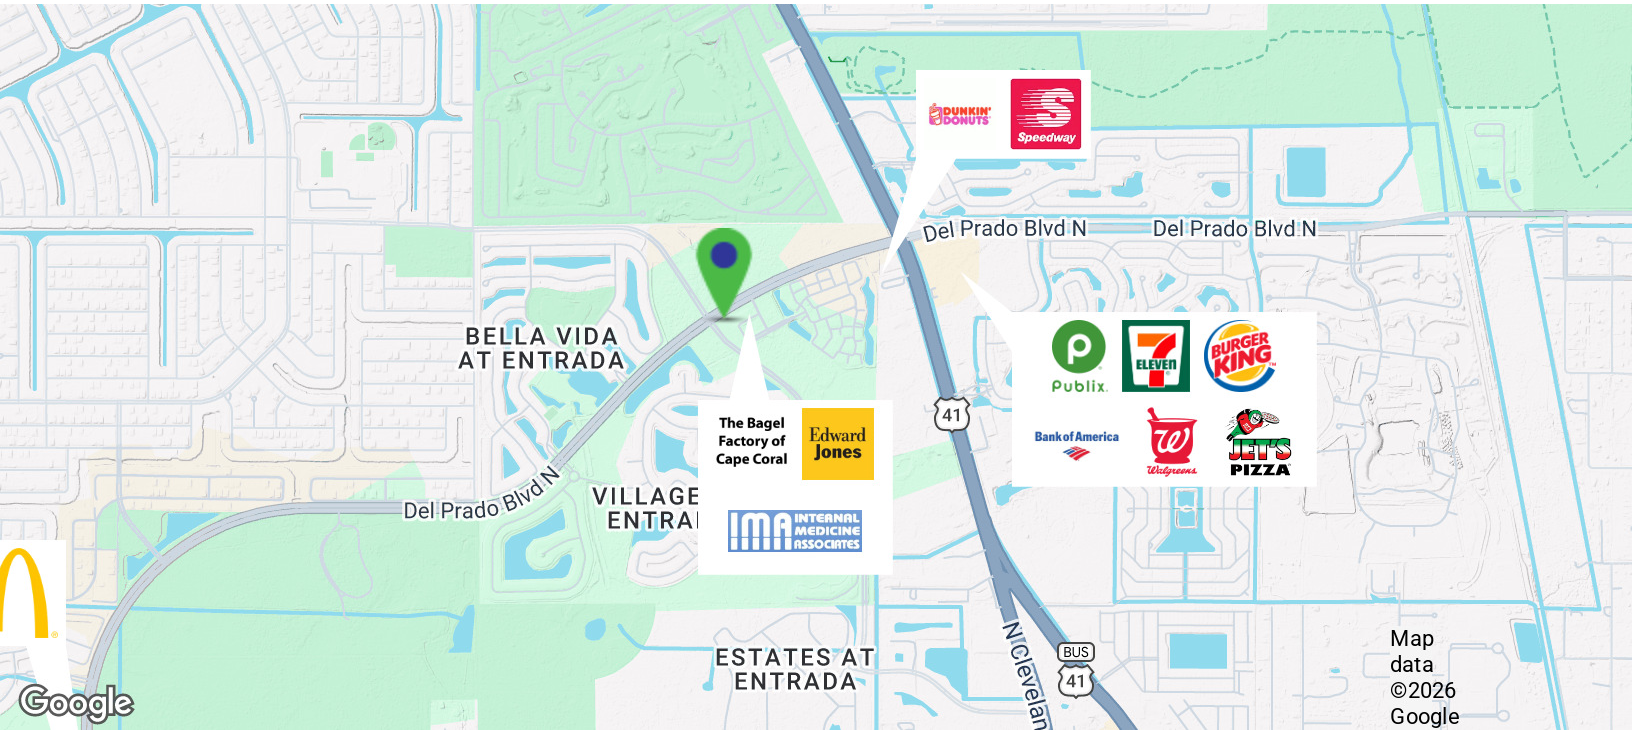 DUNKIN'
DONUTS
Speedway
Del Prado Blvd N
Del Prado Blvd N
BELLA VIDA
AT ENTRADA
Publix
7
ELEVEN
BURGER
KING
41
The Bagel
Factory of
Cape Coral
Edward
Jones
Bank of America
W
Walgreens
JET'S
PIZZA
Del Prado Blvd N
VILLAGE
IMA INTERNAL
MEDICINE
ASSOCIATES
ESTATES AT
ENTRADA
BUS
41
Map
data
©2026
Google
Google